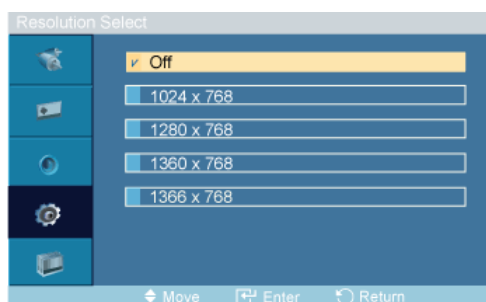 Resolution Select
Off
1024 x 768
1280 x 768
1360 x 768
1366 x 768
Move Enter Return